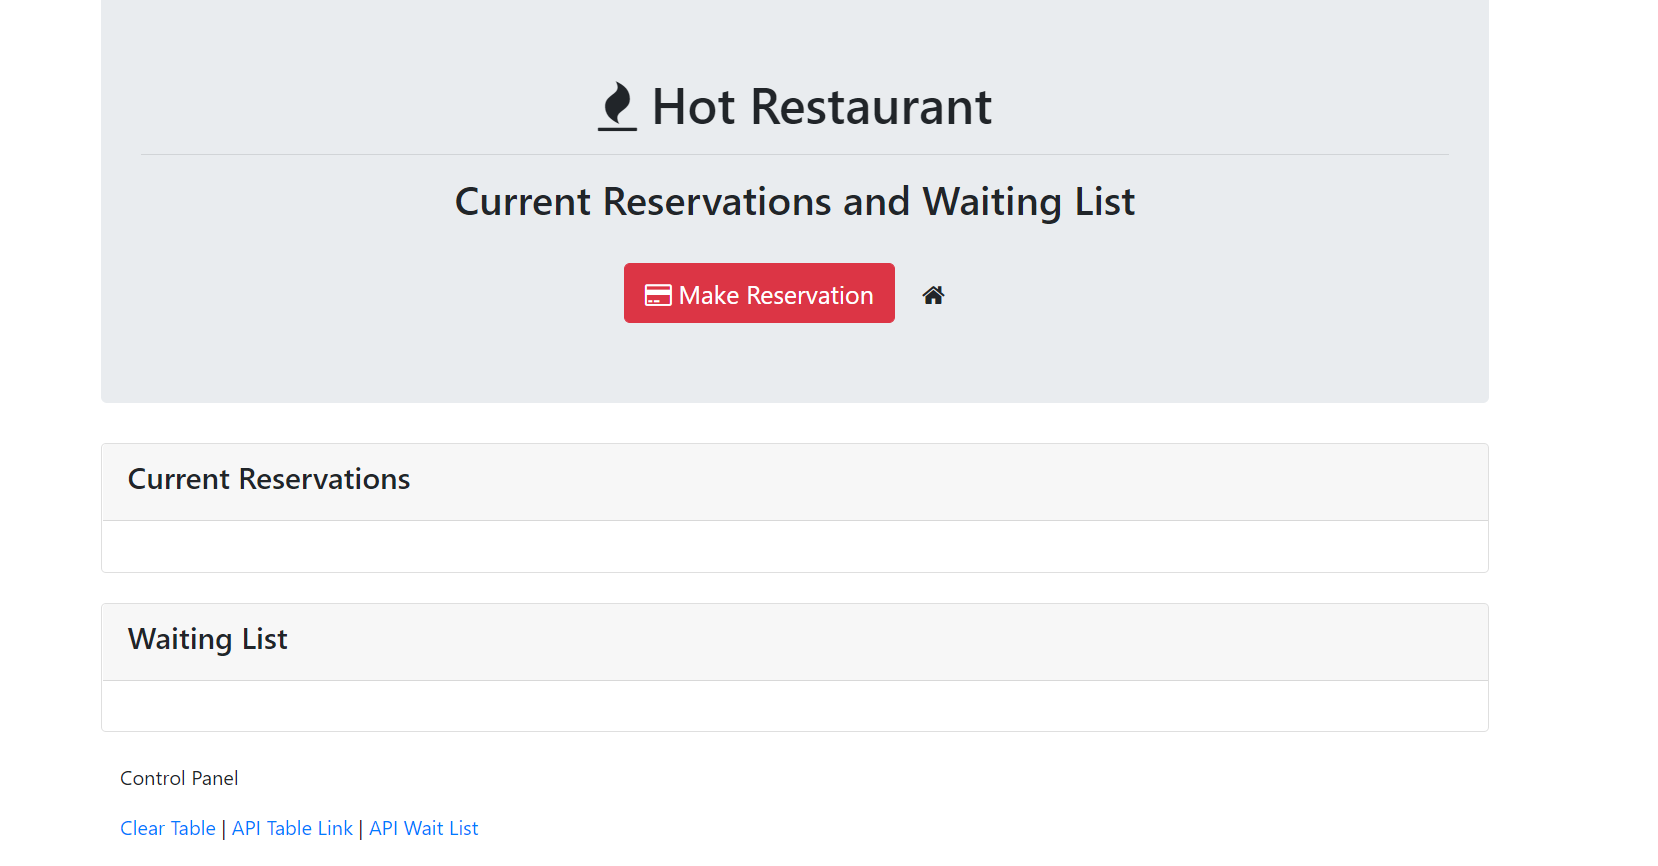 Hot Restaurant
Current Reservations and Waiting List
Make Reservation
Current Reservations
Waiting List
Control Panel
Clear Table | API Table Link | API Wait List